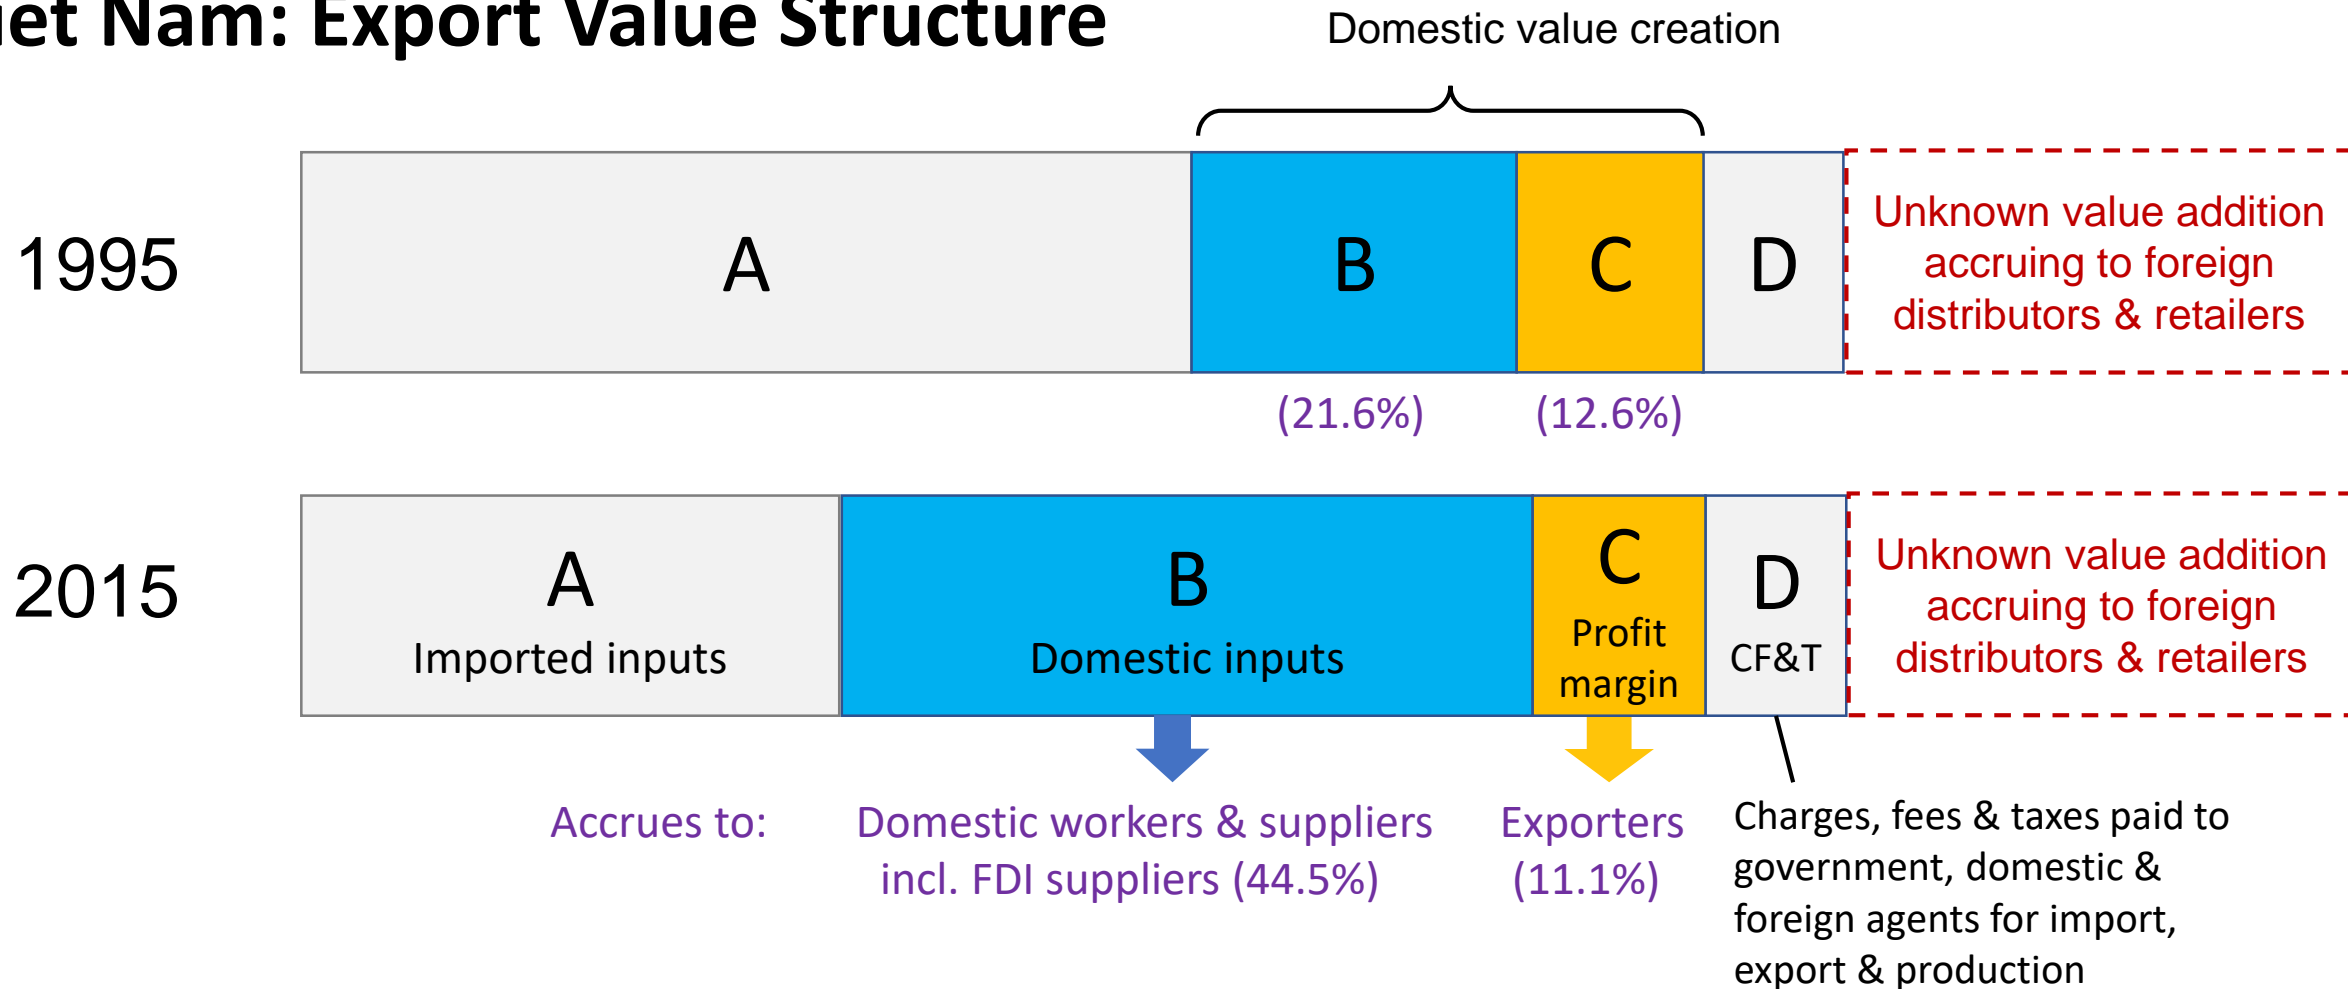 iet Nam: Export Value Structure
Domestic value creation
1995
A
B
C
D
Unknown value addition
accruing to foreign
distributors & retailers
(21.6%)
(12.6%)
2015
A
Imported inputs
B
Domestic inputs
C
Profit
margin
D
CF&T
Unknown value addition
accruing to foreign
distributors & retailers
Accrues to:
Domestic workers & suppliers
incl. FDI suppliers (44.5%)
Exporters
(11.1%)
Charges, fees & taxes paid to
government, domestic &
foreign agents for import,
export & production